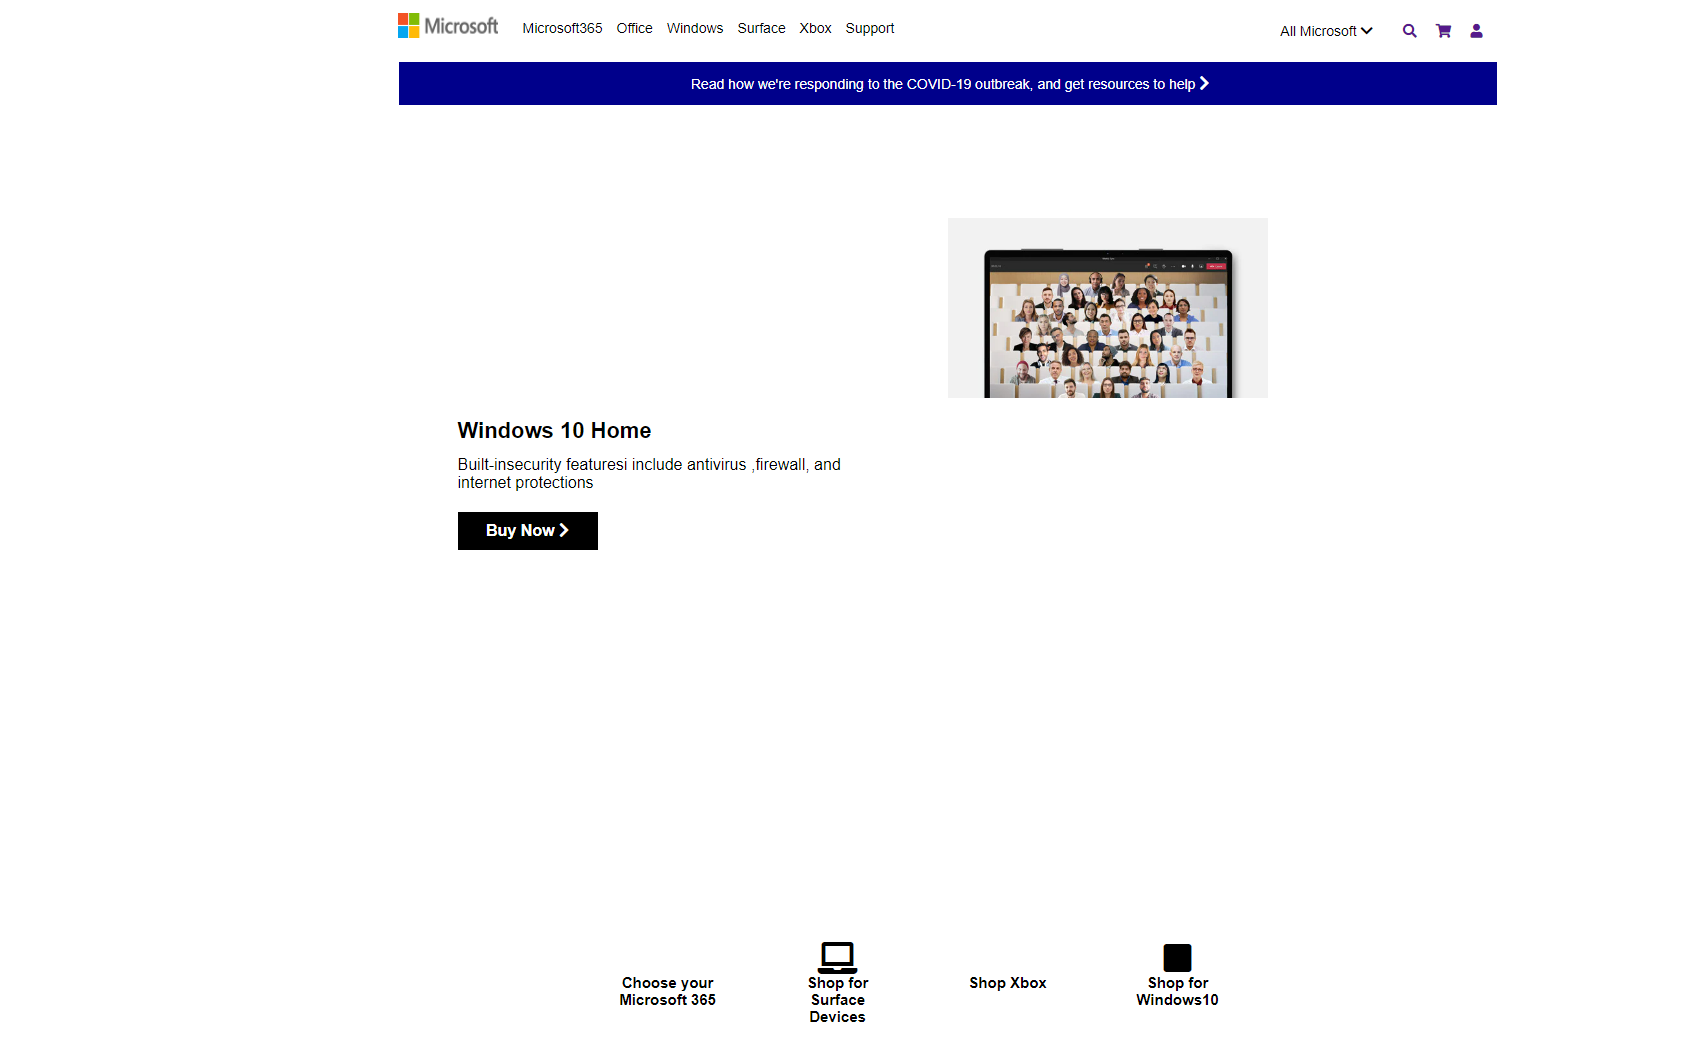 Microsoft
Microsoft365 Office Windows Surface Xbox Support
All Microsoft
Read how we're responding to the COVID-19 outbreak, and get resources to help
Windows 10 Home
Built-insecurity featuresi include antivirus ,firewall, and
internet protections
Buy Now
Choose your
Microsoft 365
Shop for
Surface
Devices
Shop Xbox
Shop for
Windows10